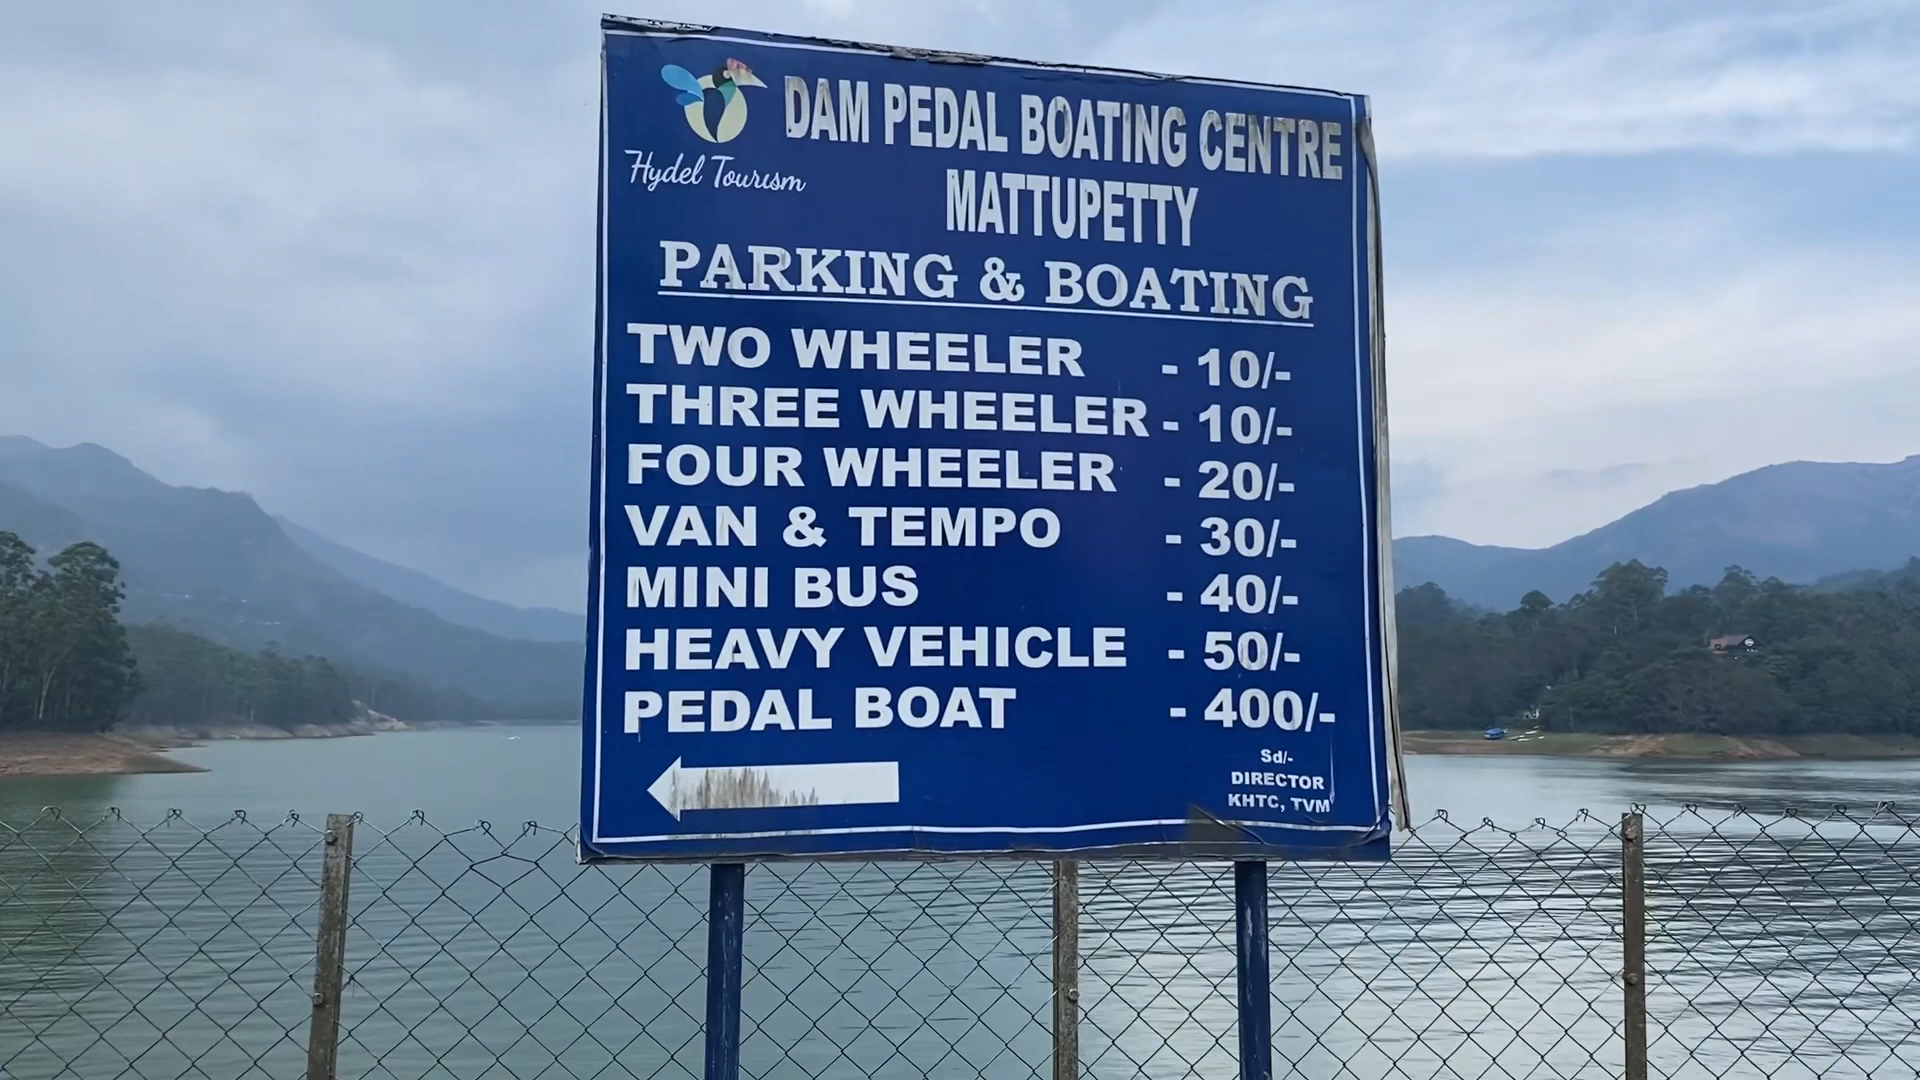 DAM PEDAL BOATING CENTRE
Hydel Tourism
MATTUPETTY
PARKING & BOATING
TWO WHEELER - 10/-
THREE WHEELER - 10/-
FOUR WHEELER - 20/-
VAN & TEMPO - 30/-
MINI BUS - 40/-
HEAVY VEHICLE - 50/-
PEDAL BOAT - 400/-
Sd/-
DIRECTOR
KHTC, TVM